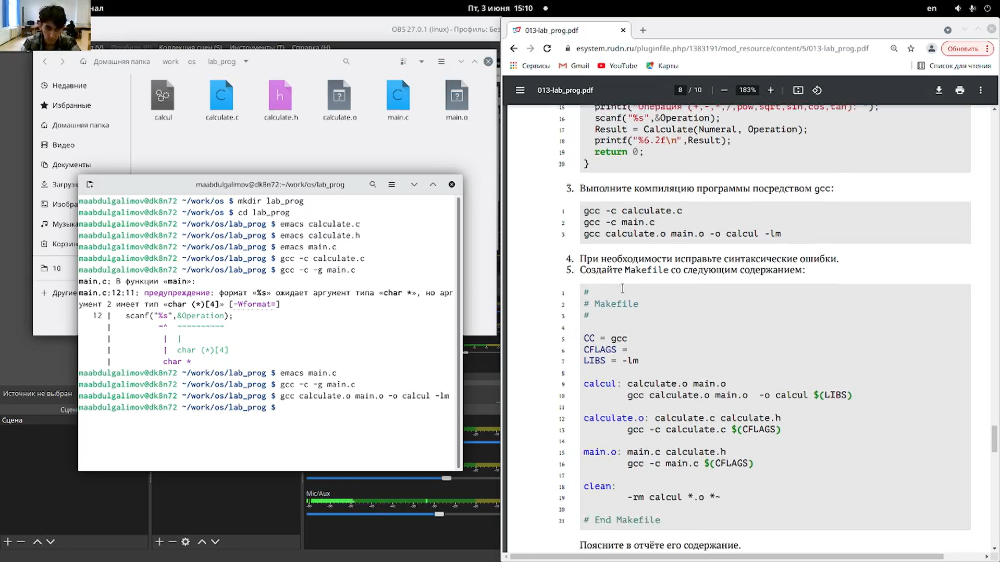 нал
Пт, 3 июня 15:10
en
OBS 27.0.1 (linux) - Профиль: Без
Профиль (P)
Коллекция сцен (S)
Инструменты (T)
Справка (H)
Домашняя папка work os lab_prog
Недавние
Избранные
Домашняя папка
Видео
Документы
Загрузк
Изобра
Музыка
Корзин
10
Другие
calcul
calculate.c
calculate.h
calculate.o
main.c
main.o
maabdulgalimov@dk8n72:~/work/os/lab_prog
maabdulgalimov@dk8n72 ~/work/os $ mkdir lab_prog
maabdulgalimov@dk8n72 ~/work/os $ cd lab_prog
maabdulgalimov@dk8n72 ~/work/os/lab_prog $ emacs calculate.c
maabdulgalimov@dk8n72 ~/work/os/lab_prog $ emacs calculate.h
maabdulgalimov@dk8n72 ~/work/os/lab_prog $ emacs main.c
maabdulgalimov@dk8n72 ~/work/os/lab_prog $ gcc -c calculate.c
maabdulgalimov@dk8n72 ~/work/os/lab_prog $ gcc -c -g main.c
main.c: В функции «main»:
main.c:12:11: предупреждение: формат «%s» ожидает аргумент типа «char *», но арг
умент 2 имеет тип «char (*)[4]» [-Wformat=]
12 | scanf("%s",&Operation);
| ~^ ~~~~~~~~~~
| | |
| | char (*)[4]
| char *
maabdulgalimov@dk8n72 ~/work/os/lab_prog $ emacs main.c
maabdulgalimov@dk8n72 ~/work/os/lab_prog $ gcc -c -g main.c
maabdulgalimov@dk8n72 ~/work/os/lab_prog $ gcc calculate.o main.o -o calcul -lm
maabdulgalimov@dk8n72 ~/work/os/lab_prog $
Источник не выбран
Сцен
Сцена
Mic/Aux
013-lab_prog.pdf
esystem.rudn.ru/pluginfile.php/1383191/mod_resource/content/5/013-lab_prog.pdf
Обновить
Сервисы
Gmail
YouTube
Карты
Список для чтения
013-lab_prog.pdf
8 / 10
183%
15 printf("Операция (+,-,*,/,pow,sqrt,sin,cos,tan): ");
16 scanf("%s",&Operation);
17 Result = Calculate(Numeral, Operation);
18 printf("%6.2f\n",Result);
19 return 0;
20 }
3. Выполните компиляцию программы посредством gcc:
1 gcc -c calculate.c
2 gcc -c main.c
3 gcc calculate.o main.o -o calcul -lm
4. При необходимости исправьте синтаксические ошибки.
5. Создайте Makefile со следующим содержанием:
1 #
2 # Makefile
3 #
4
5 CC = gcc
6 CFLAGS =
7 LIBS = -lm
8
9 calcul: calculate.o main.o
10 gcc calculate.o main.o -o calcul $(LIBS)
11
12 calculate.o: calculate.c calculate.h
13 gcc -c calculate.c $(CFLAGS)
14
15 main.o: main.c calculate.h
16 gcc -c main.c $(CFLAGS)
17
18 clean:
19 -rm calcul *.o *~
20
21 # End Makefile
Поясните в отчёте его содержание.